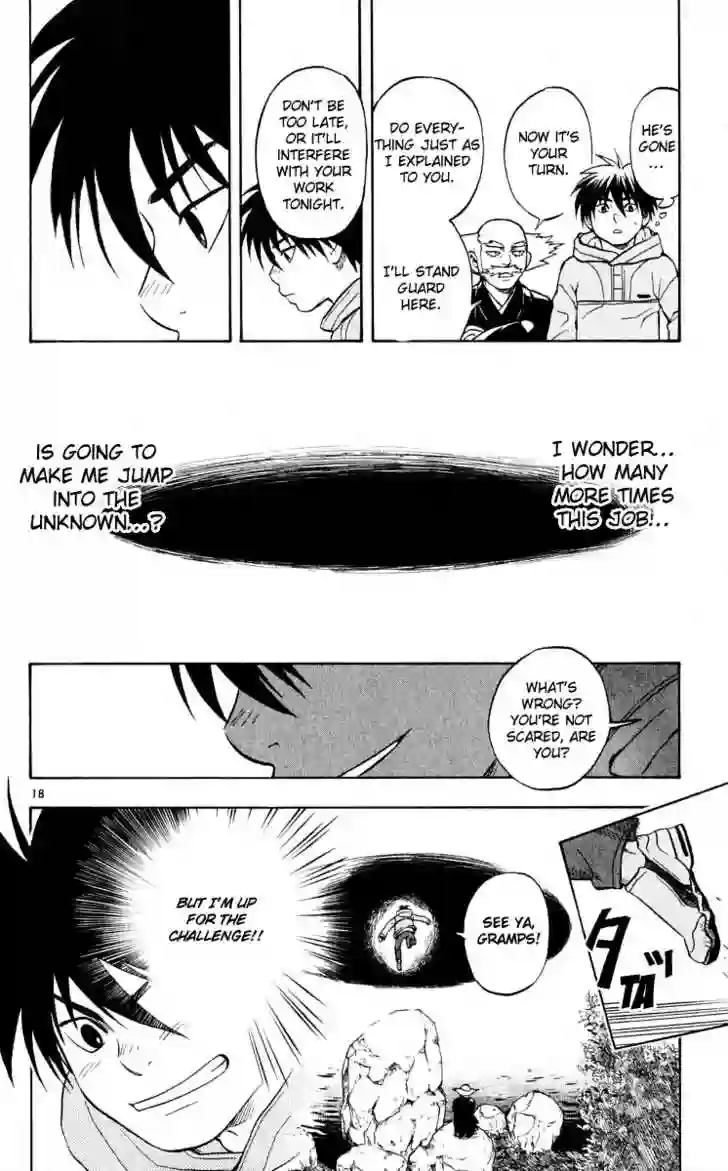 HE'S
GONE
...
NOW IT'S
YOUR
TURN.
DO EVERY-
THING JUST AS
I EXPLAINED
TO YOU.
I'LL STAND
GUARD
HERE.
DON'T BE
TOO LATE,
OR IT'LL
INTERFERE
WITH YOUR
WORK
TONIGHT.
I WONDER...
HOW MANY
MORE TIMES
THIS JOB...
IS GOING TO
MAKE ME JUMP
INTO THE
UNKNOWN...?
WHAT'S
WRONG?
YOU'RE NOT
SCARED, ARE
YOU?
18
タッ
TA
SEE YA,
GRAMPS!
BUT I'M UP
FOR THE
CHALLENGE!!